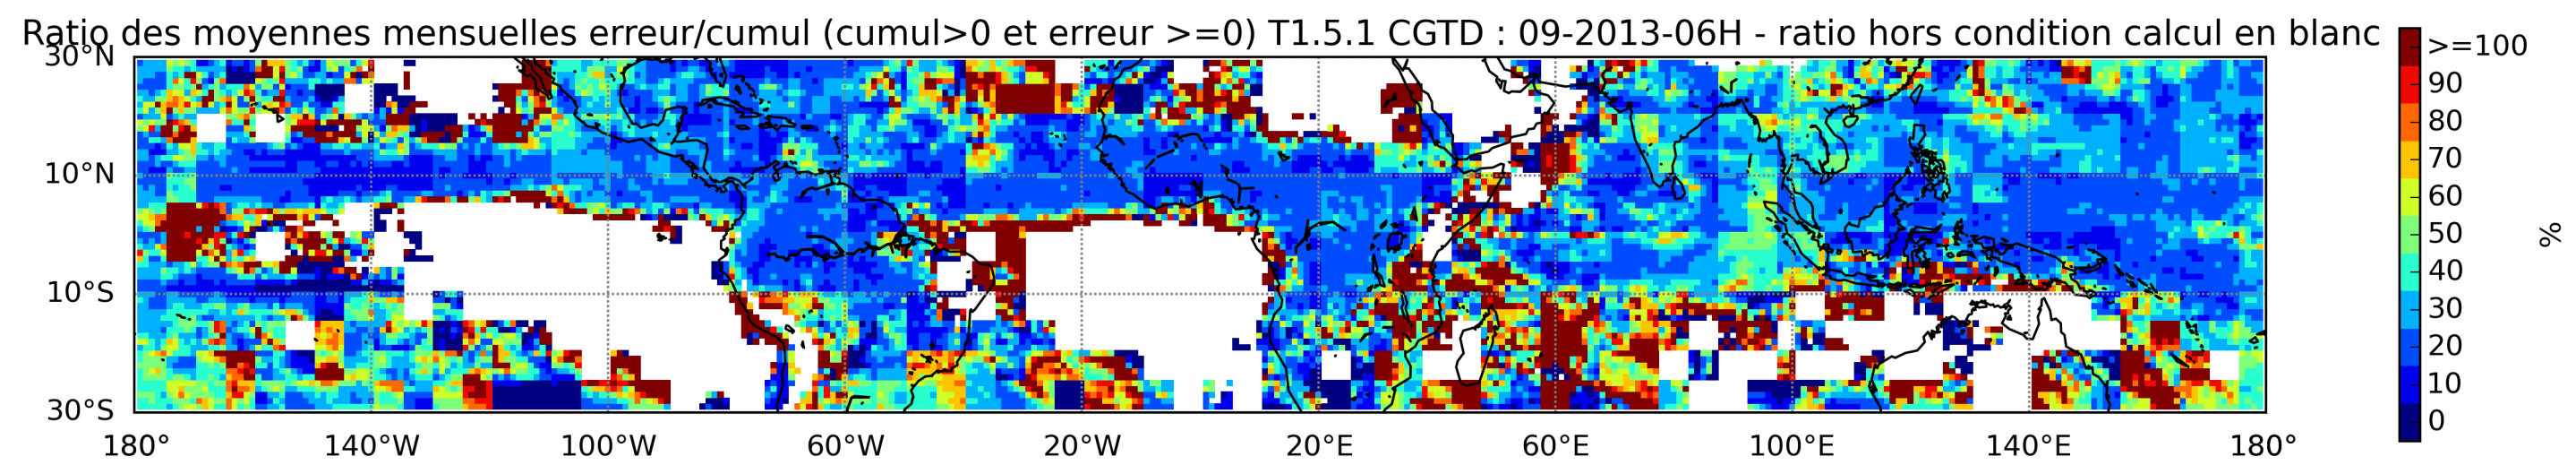 Ratio des moyennes mensuelles erreur/cumul (cumul>0 et erreur >=0) T1.5.1 CGTD : 09-2013-06H - ratio hors condition calcul en blanc
30°N
10°N
10°S
30°S
180° 140°W 100°W 60°W 20°W 20°E 60°E 100°E 140°E 180°
>=100
90
80
70
60
50
40
30
20
10
0
%